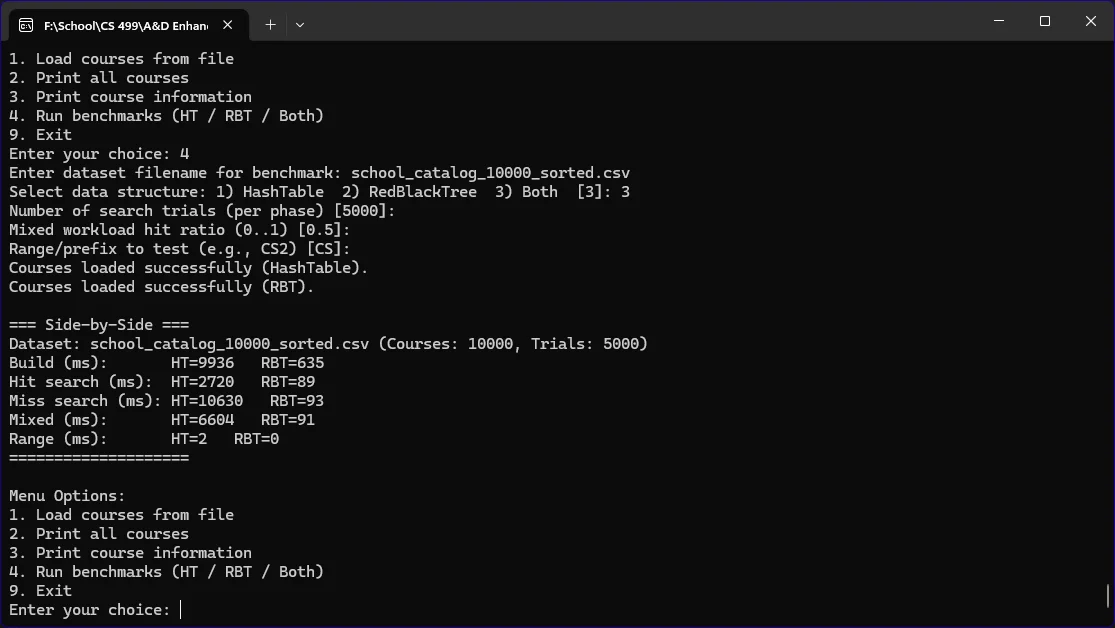 F:\School\CS 499\A&D Enhan
1. Load courses from file
2. Print all courses
3. Print course information
4. Run benchmarks (HT / RBT / Both)
9. Exit
Enter your choice: 4
Enter dataset filename for benchmark: school_catalog_10000_sorted.csv
Select data structure: 1) HashTable  2) RedBlackTree  3) Both  [3]: 3
Number of search trials (per phase) [5000]:
Mixed workload hit ratio (0..1) [0.5]:
Range/prefix to test (e.g., CS2) [CS]:
Courses loaded successfully (HashTable).
Courses loaded successfully (RBT).
=== Side-by-Side ===
Dataset: school_catalog_10000_sorted.csv (Courses: 10000, Trials: 5000)
Build (ms):       HT=9936   RBT=635
Hit search (ms):  HT=2720   RBT=89
Miss search (ms): HT=10630   RBT=93
Mixed (ms):       HT=6604   RBT=91
Range (ms):       HT=2   RBT=0
====================
Menu Options:
1. Load courses from file
2. Print all courses
3. Print course information
4. Run benchmarks (HT / RBT / Both)
9. Exit
Enter your choice: